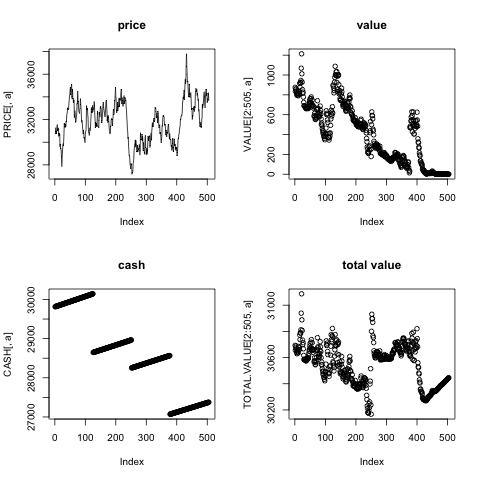 price
PRICE[, a]
28000 32000 36000
0 100 200 300 400 500
Index
value
VALUE[2:505, a]
0 200 600 1000
0 100 200 300 400 500
Index
cash
CASH[, a]
27000 28000 29000 30000
0 100 200 300 400 500
Index
total value
TOTAL.VALUE[2:505, a]
30200 30600 31000
0 100 200 300 400 500
Index